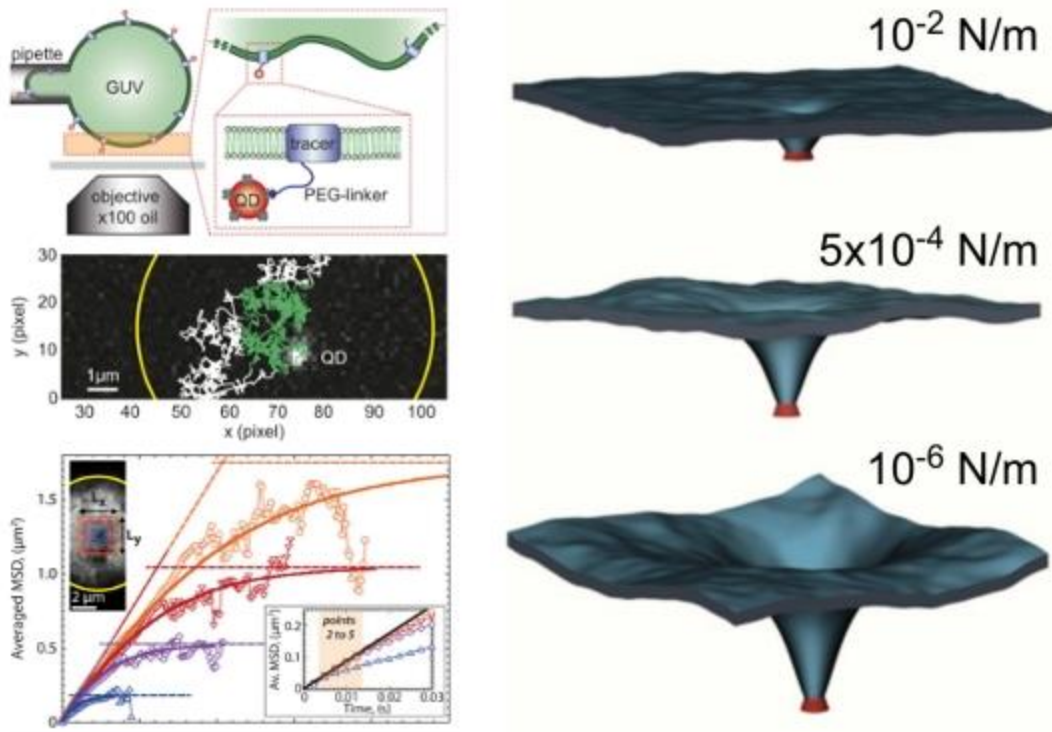 pipette
GUV
tracer
QD
PEG-linker
objective
x100 oil
30
20
10
0
y (pixel)
1μm
QD
30 40 50 60 70 80 90 100
x (pixel)
1.5
1.0
0.5
0
Averaged MSD, (μm²)
Lx
Ly
2 μm
points
2 to 5
0.2
0.1
0
Av. MSD, (μm²)
0 0.01 0.02 0.03
Time, (s)
10⁻² N/m
5x10⁻⁴ N/m
10⁻⁶ N/m